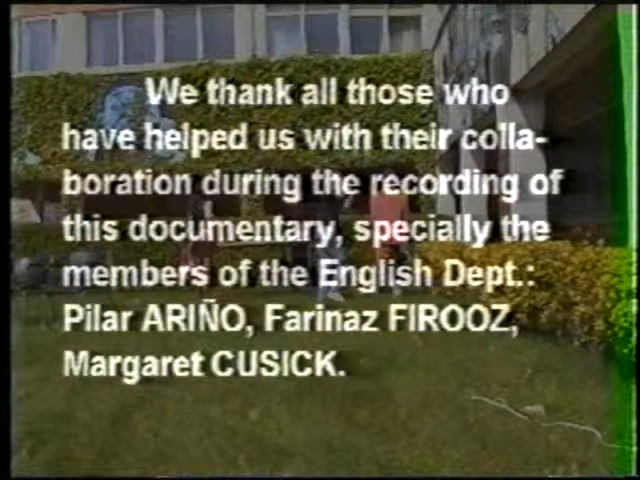 We thank all those who
have helped us with their colla-
boration during the recording of
this documentary, specially the
members of the English Dept.:
Pilar ARIÑO, Farinaz FIROOZ,
Margaret CUSICK.